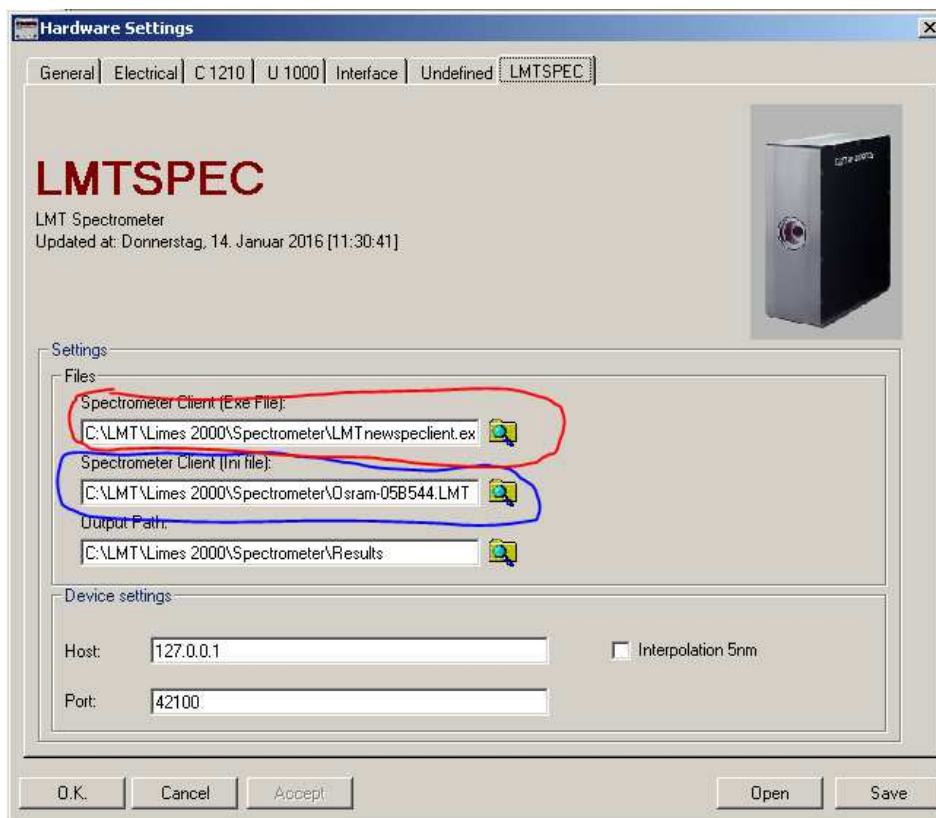 Hardware Settings
General Electrical C 1210 U 1000 Interface Undefined LMTSPEC
LMTSPEC
LMT Spectrometer
Updated at: Donnerstag, 14. Januar 2016 [11:30:41]
Settings
Files
Spectrometer Client (Exe File):
C:\LMT\Limes 2000\Spectrometer\LMTnewspeclient.ex
Spectrometer Client (Ini file):
C:\LMT\Limes 2000\Spectrometer\Osram-05B544.LMT
Output Path:
C:\LMT\Limes 2000\Spectrometer\Results
Device settings
Host: 127.0.0.1 Interpolation 5nm
Port: 42100
O.K. Cancel Accept Open Save